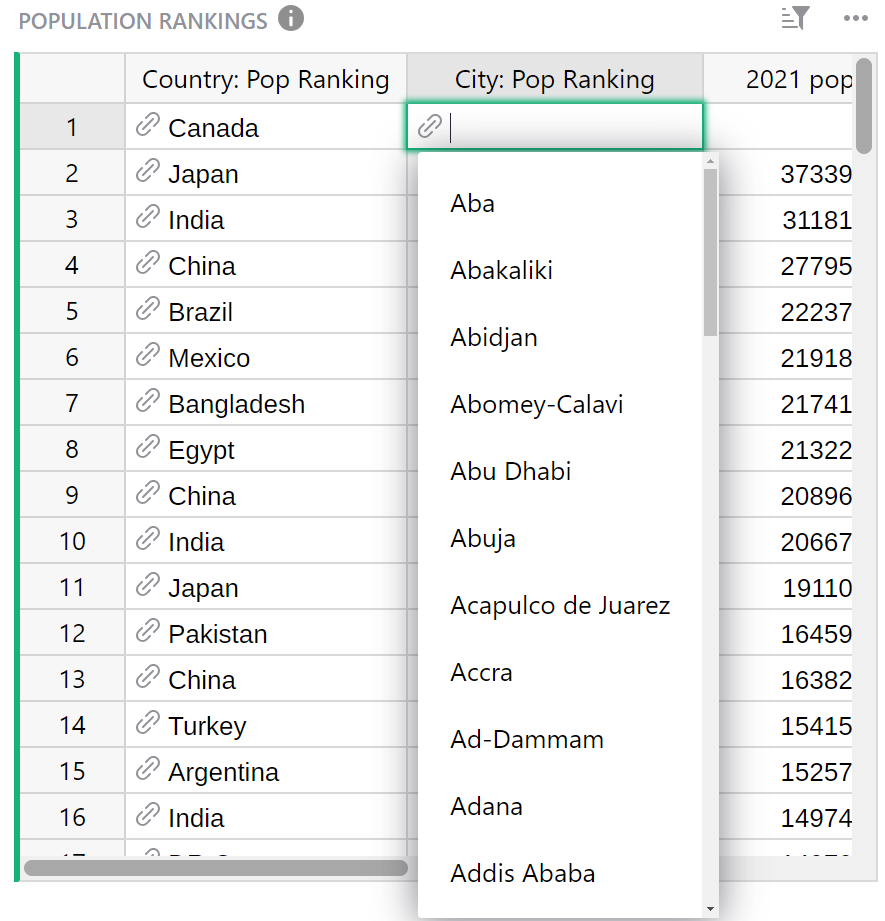 POPULATION RANKINGS
Country: Pop Ranking City: Pop Ranking 2021 pop
1 Canada
2 Japan 37339
3 India 31181
4 China 27795
5 Brazil 22237
6 Mexico 21918
7 Bangladesh 21741
8 Egypt 21322
9 China 20896
10 India 20667
11 Japan 19110
12 Pakistan 16459
13 China 16382
14 Turkey 15415
15 Argentina 15257
16 India 14974
Aba
Abakaliki
Abidjan
Abomey-Calavi
Abu Dhabi
Abuja
Acapulco de Juarez
Accra
Ad-Dammam
Adana
Addis Ababa